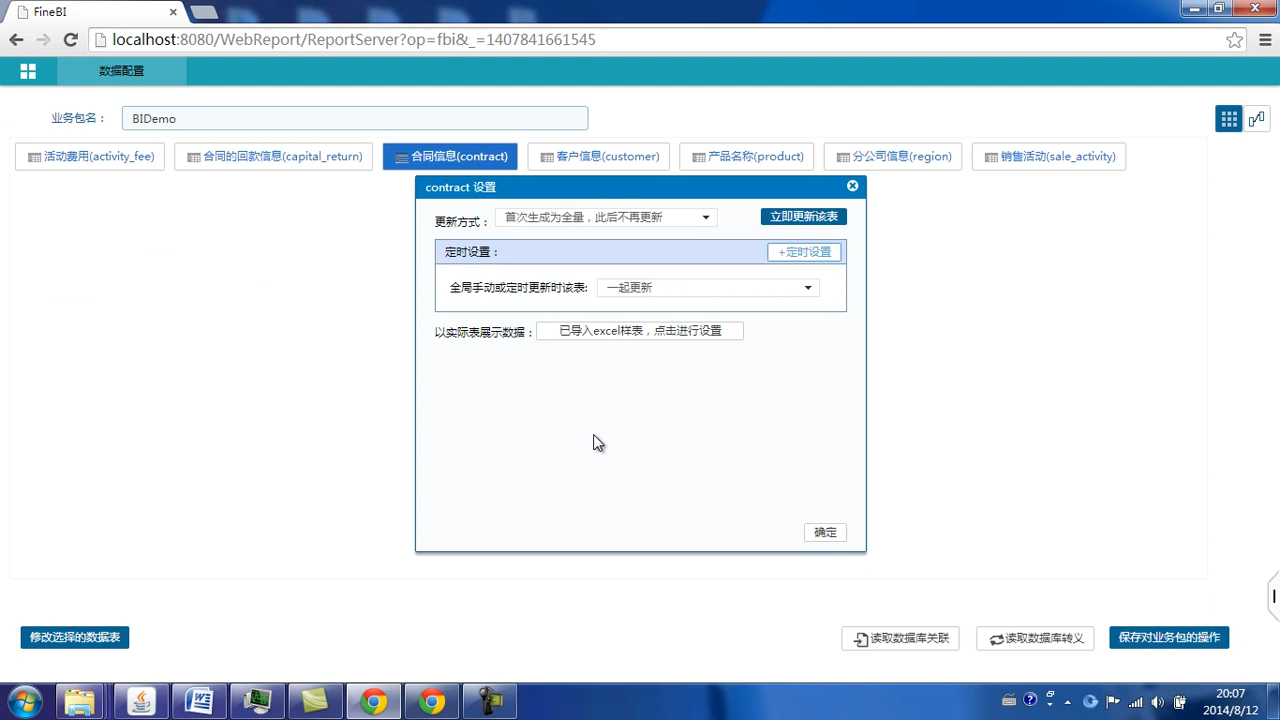 FineBI
localhost:8080/WebReport/ReportServer?op=fbi&_=1407841661545
数据配置
业务包名： BIDemo
活动费用(activity_fee) 合同的回款信息(capital_return) 合同信息(contract) 客户信息(customer) 产品名称(product) 分公司信息(region) 销售活动(sale_activity)
contract 设置
更新方式： 首次生成为全量，此后不再更新 立即更新该表
定时设置： +定时设置
全局手动或定时更新时该表: 一起更新
以实际表展示数据： 已导入excel样表，点击进行设置
确定
修改选择的数据表 读取数据库关联 读取数据库转义 保存对业务包的操作
20:07
2014/8/12